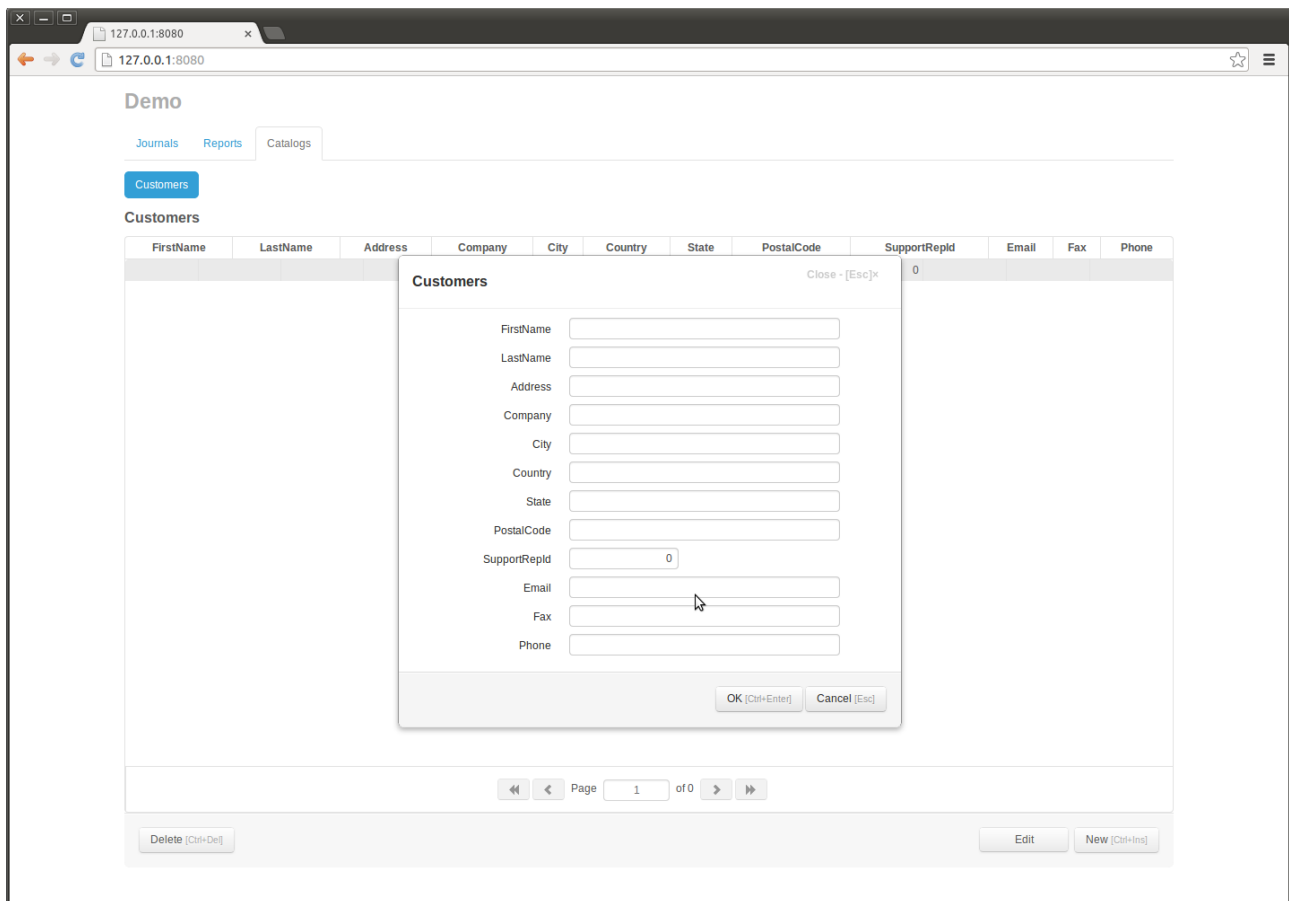 127.0.0.1:8080 ×
127.0.0.1:8080
Demo
Journals Reports Catalogs
Customers
Customers
FirstName LastName Address Company City Country State PostalCode SupportRepId Email Fax Phone
0
Customers Close - [Esc]×
FirstName
LastName
Address
Company
City
Country
State
PostalCode
SupportRepId 0
Email
Fax
Phone
OK [Ctrl+Enter] Cancel [Esc]
Page 1 of 0
Delete [Ctrl+Del] Edit New [Ctrl+Ins]